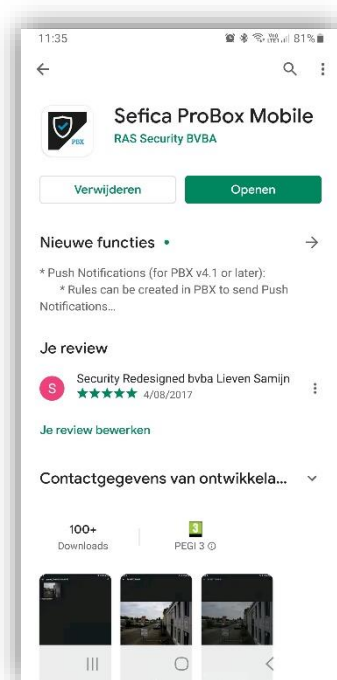 11:35 81%
Sefica ProBox Mobile
RAS Security BVBA
PBX
Verwijderen Openen
Nieuwe functies •
* Push Notifications (for PBX v4.1 or later):
* Rules can be created in PBX to send Push
Notifications...
Je review
S Security Redesigned bvba Lieven Samijn
★★★★★ 4/08/2017
Je review bewerken
Contactgegevens van ontwikkela...
100+ 3
Downloads PEGI 3